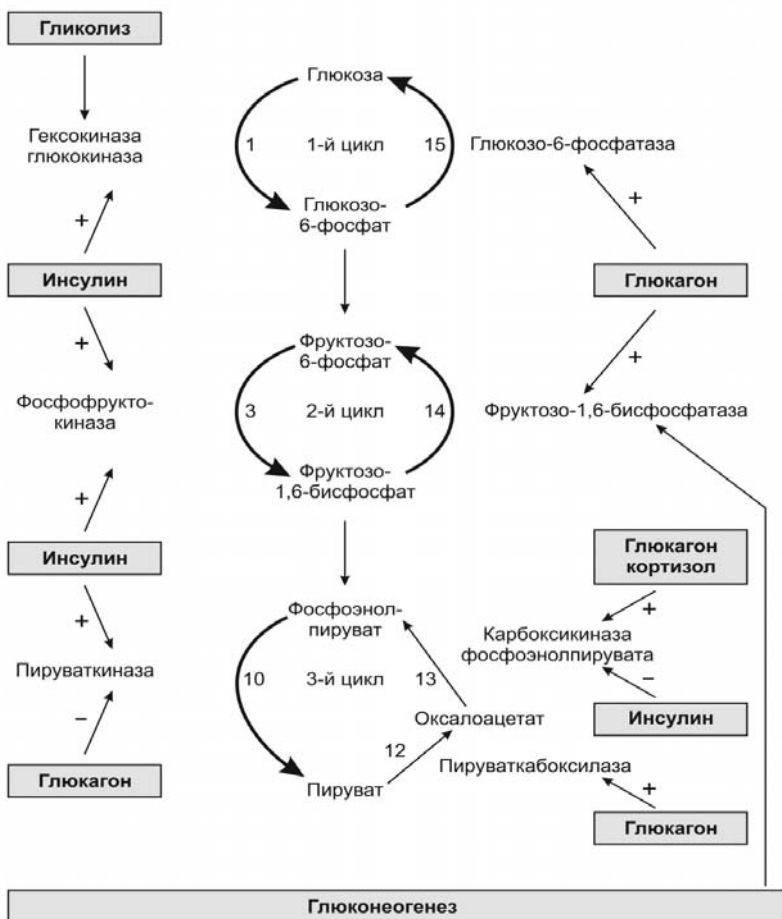 Гликолиз
Гексокиназа
глюкокиназа
+
Инсулин
+
Фосфофрукто-
киназа
+
Инсулин
+
Пируваткиназа
–
Глюкагон
Глюкоза
1
1-й цикл
15
Глюкозо-
6-фосфат
Фруктозо-
6-фосфат
3
2-й цикл
14
Фруктозо-
1,6-бисфосфат
Фосфоэнол-
пируват
10
3-й цикл
13
Оксалоацетат
12
Пируват
Глюкозо-6-фосфатаза
+
Глюкагон
+
Фруктозо-1,6-бисфосфатаза
Глюкагон
кортизол
+
Карбоксикиназа
фосфоэнолпирувата
–
Инсулин
Пируваткабоксилаза
+
Глюкагон
Глюконеогенез